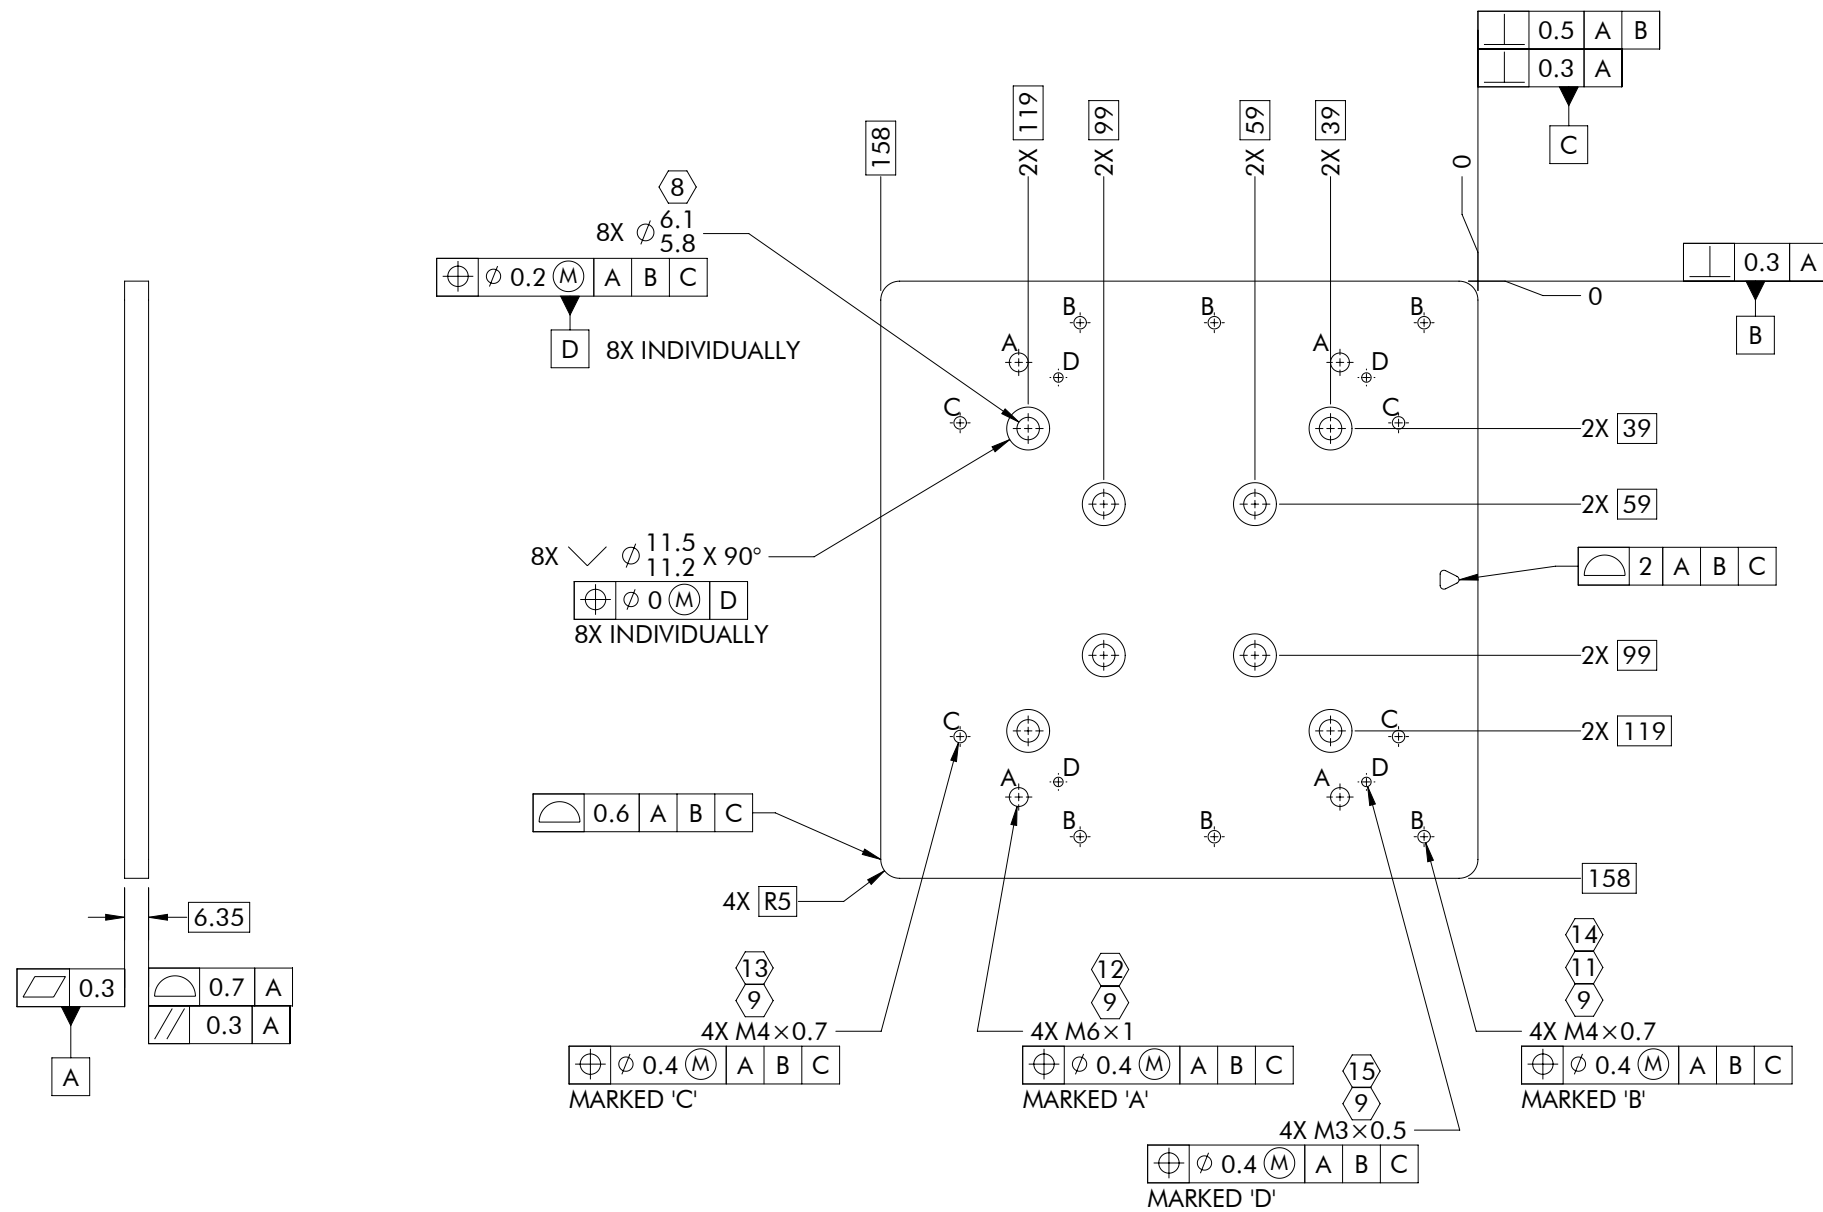 ⟂ 0.5 A B
⟂ 0.3 A
C
158
2X 119
2X 99
2X 59
2X 39
0
8
8X ⌀ 6.1
5.8
⌖ ⌀ 0.2 Ⓜ A B C
D 8X INDIVIDUALLY
⟂ 0.3 A
B
0
B B B
A A
D D
C C
2X 39
2X 59
8X ⌵ ⌀ 11.5 X 90°
11.2
⌖ ⌀ 0 Ⓜ D
8X INDIVIDUALLY
⌓ 2 A B C
2X 99
C C
2X 119
D D
A A
B B B
⌓ 0.6 A B C
158
4X R5
6.35
⏥ 0.3
⌓ 0.7 A
// 0.3 A
A
13
9
4X M4×0.7
⌖ ⌀ 0.4 Ⓜ A B C
MARKED 'C'
12
9
4X M6×1
⌖ ⌀ 0.4 Ⓜ A B C
MARKED 'A'
15
9
4X M3×0.5
⌖ ⌀ 0.4 Ⓜ A B C
MARKED 'D'
14
11
9
4X M4×0.7
⌖ ⌀ 0.4 Ⓜ A B C
MARKED 'B'